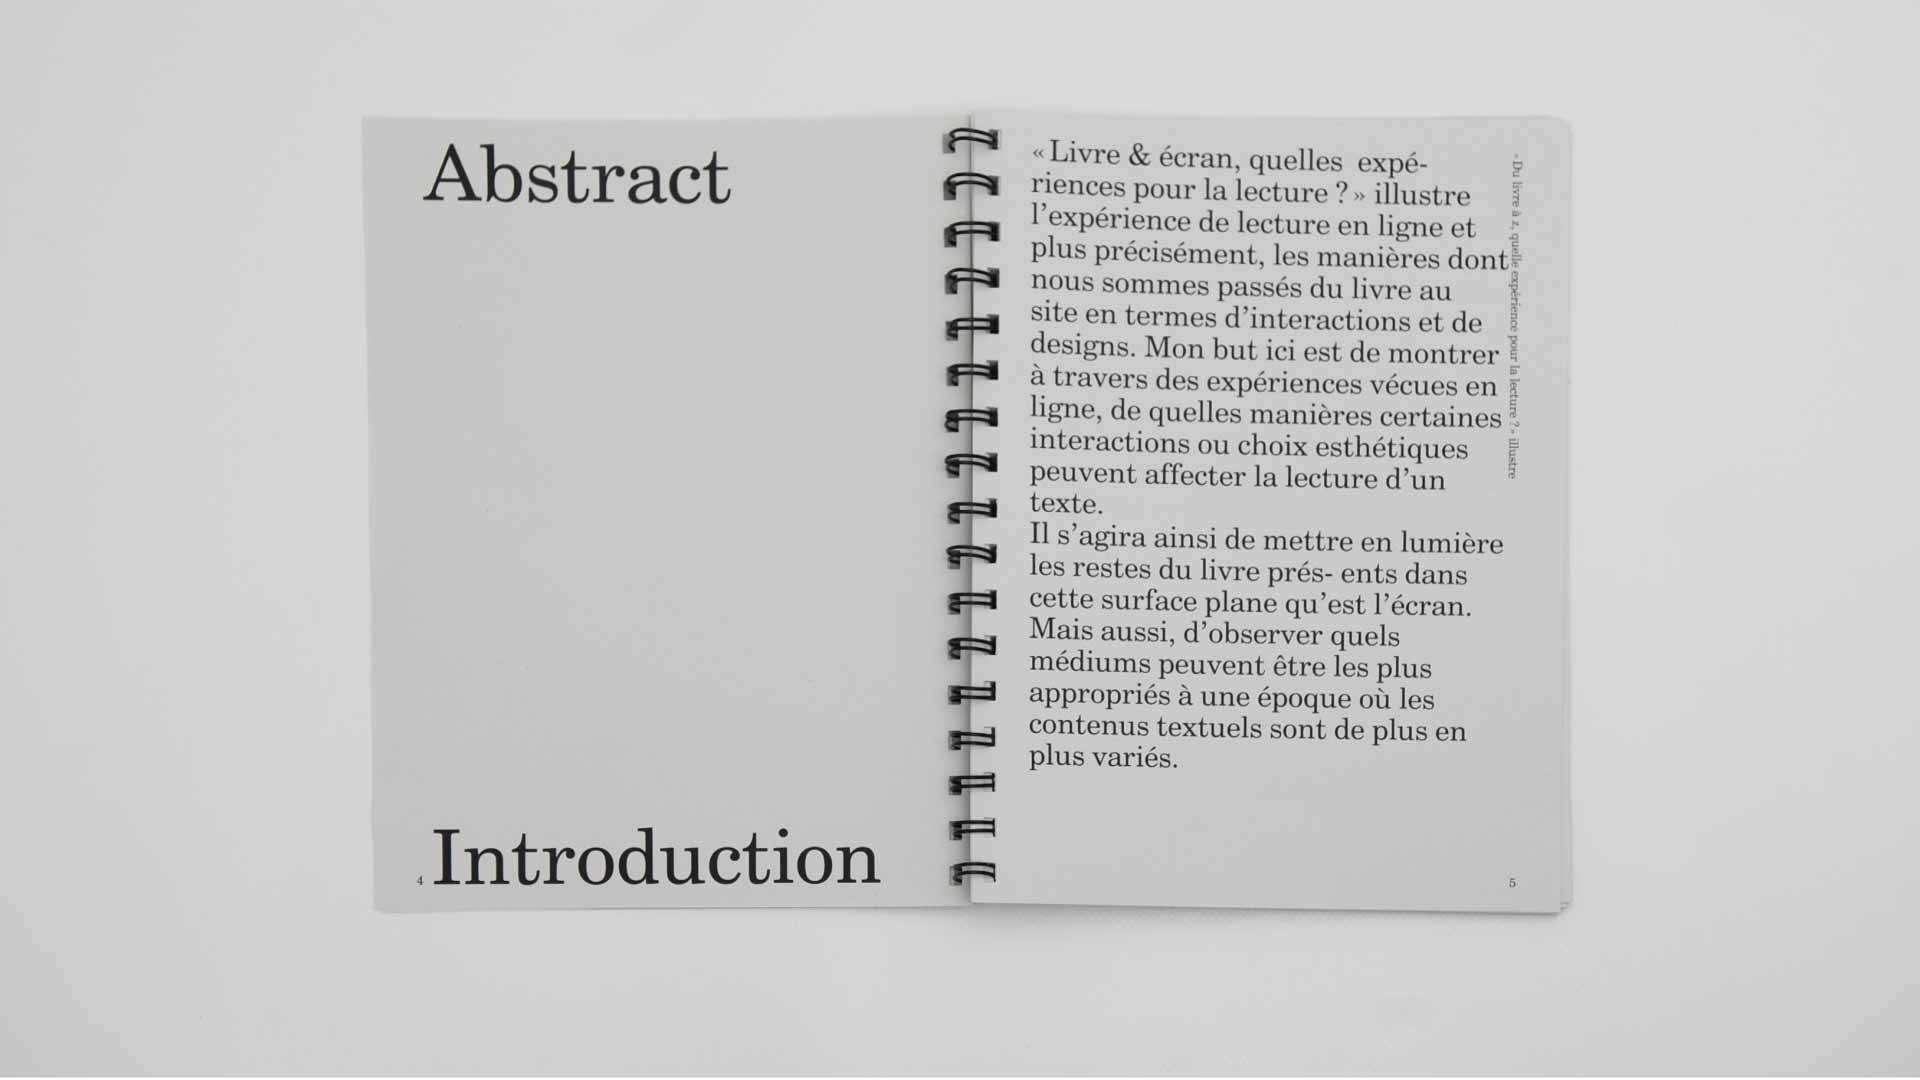 Abstract
Introduction
4
« Livre & écran, quelles  expé-
riences pour la lecture ? » illustre
l’expérience de lecture en ligne et
plus précisément, les manières dont
nous sommes passés du livre au
site en termes d’interactions et de
designs. Mon but ici est de montrer
à travers des expériences vécues en
ligne, de quelles manières certaines
interactions ou choix esthétiques
peuvent affecter la lecture d’un
texte.
Il s’agira ainsi de mettre en lumière
les restes du livre prés- ents dans
cette surface plane qu’est l’écran.
Mais aussi, d’observer quels
médiums peuvent être les plus
appropriés à une époque où les
contenus textuels sont de plus en
plus variés.
« Du livre à z, quelle expérience pour la lecture ? » illustre
5